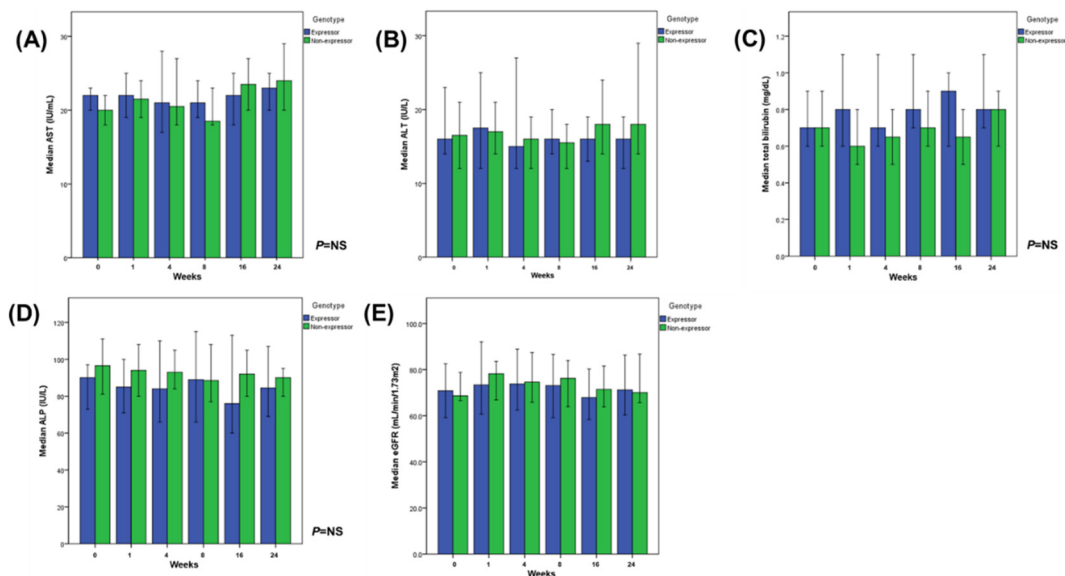 (A)
Genotype
Expressor
Non-expressor
30
20
10
0
Median AST (IU/mL)
0 1 4 8 16 24
Weeks
P=NS
(B)
Genotype
Expressor
Non-expressor
30
20
10
0
Median ALT (IU/L)
0 1 4 8 16 24
Weeks
(C)
Genotype
Expressor
Non-expressor
1.2
1.0
0.8
0.6
0.4
0.2
0.0
Median total bilirubin (mg/dL)
0 1 4 8 16 24
Weeks
P=NS
(D)
Genotype
Expressor
Non-expressor
120
100
80
60
40
20
0
Median ALP (IU/L)
0 1 4 8 16 24
Weeks
P=NS
(E)
Genotype
Expressor
Non-expressor
100.0
80.0
60.0
40.0
20.0
0.0
Median eGFR (mL/min/1.73m2)
0 1 4 8 16 24
Weeks